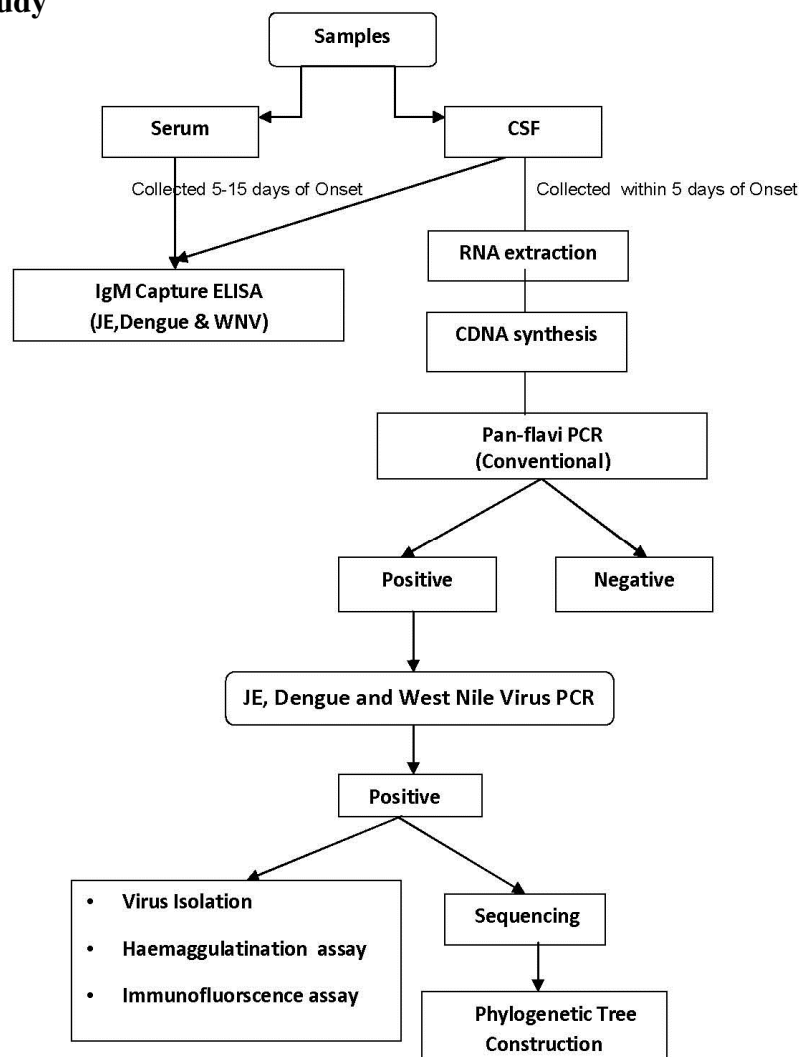 Samples
Serum
CSF
Collected 5-15 days of Onset
Collected within 5 days of Onset
RNA extraction
IgM Capture ELISA
(JE,Dengue & WNV)
CDNA synthesis
Pan-flavi PCR
(Conventional)
Positive
Negative
JE, Dengue and West Nile Virus PCR
Positive
• Virus Isolation
• Haemaggulatination assay
• Immunofluorscence assay
Sequencing
Phylogenetic Tree
Construction